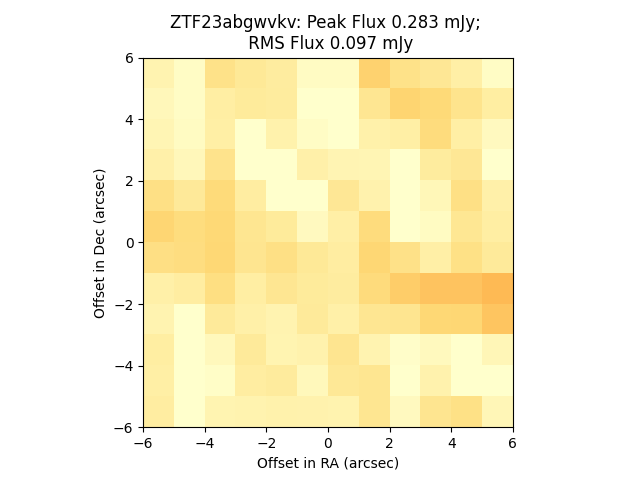 ZTF23abgwvkv: Peak Flux 0.283 mJy;
RMS Flux 0.097 mJy
6
4
2
0
−2
−4
−6
Offset in Dec (arcsec)
−6 −4 −2 0 2 4 6
Offset in RA (arcsec)